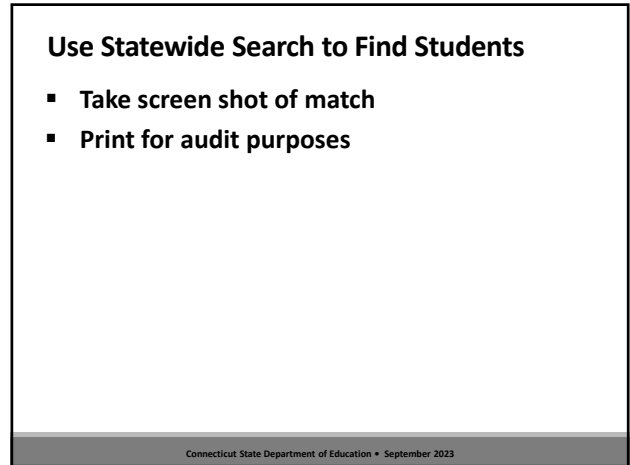 Use Statewide Search to Find Students
▪ Take screen shot of match
▪ Print for audit purposes
Connecticut State Department of Education • September 2023